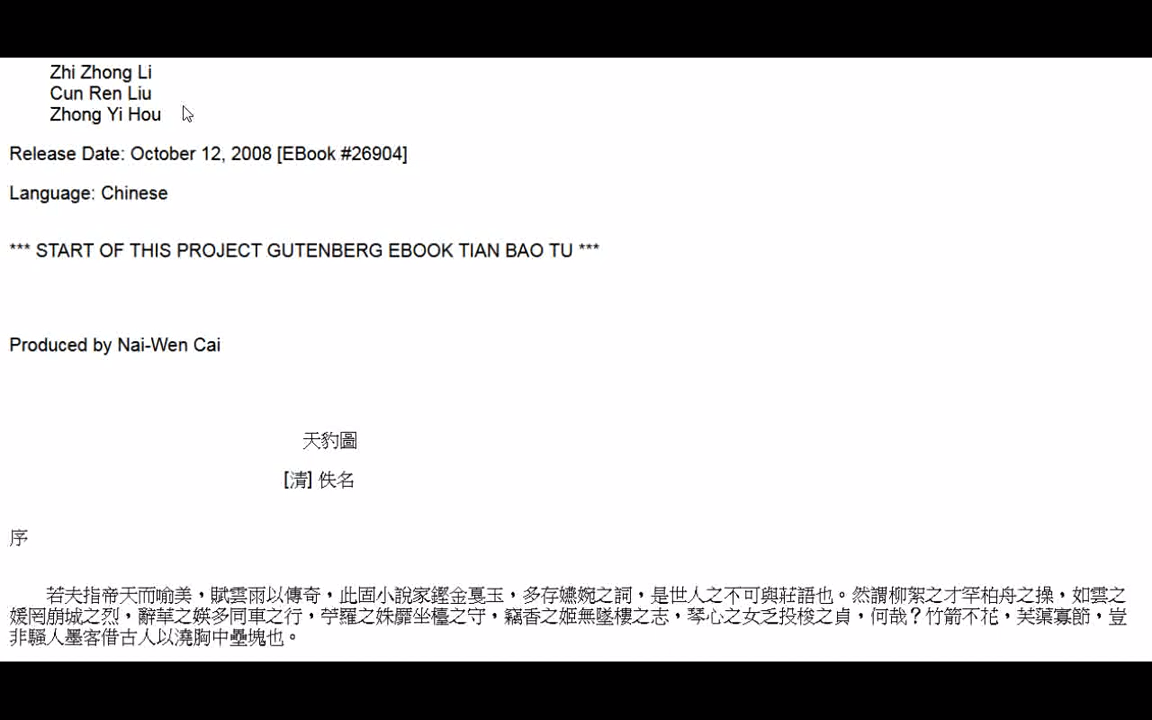 Zhi Zhong Li
Cun Ren Liu
Zhong Yi Hou
Release Date: October 12, 2008 [EBook #26904]
Language: Chinese
*** START OF THIS PROJECT GUTENBERG EBOOK TIAN BAO TU ***
Produced by Nai-Wen Cai
天豹圖
[清] 佚名
序
若夫指帝天而喻美，賦雲雨以傳奇，此固小說家鏗金戛玉，多存嬿婉之詞，是世人之不可與莊語也。然謂柳絮之才罕柏舟之操，如雲之
媛罔崩城之烈，辭華之媖多同車之行，苧羅之姝靡坐檯之守，竊香之姬無墜樓之志，琴心之女乏投梭之貞，何哉？竹箭不花，芙蕖寡節，豈
非騷人墨客借古人以澆胸中壘塊也。